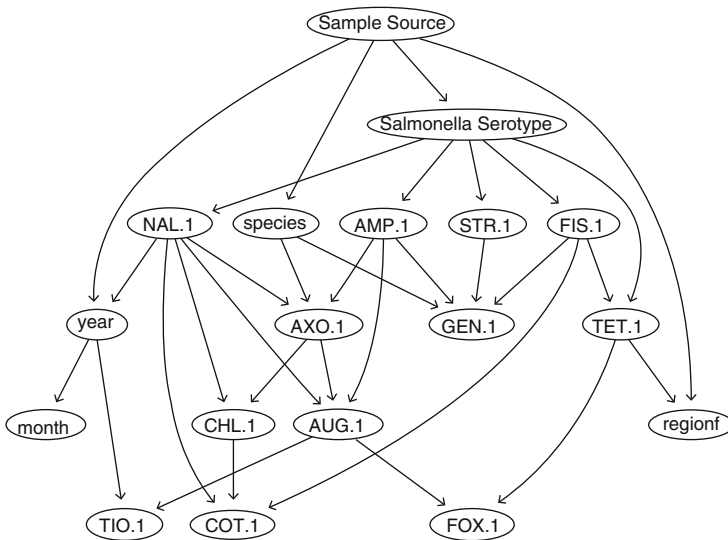 Sample Source
Salmonella Serotype
NAL.1
species
AMP.1
STR.1
FIS.1
year
AXO.1
GEN.1
TET.1
month
CHL.1
AUG.1
regionf
TIO.1
COT.1
FOX.1